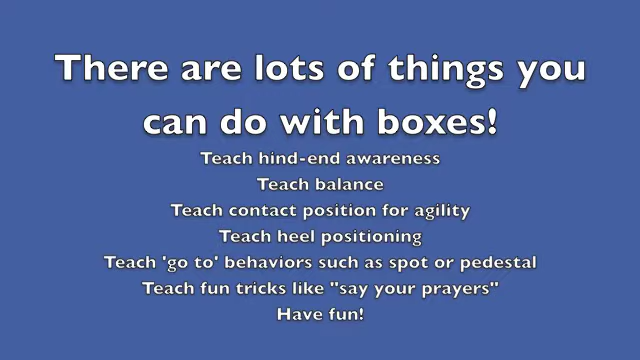 There are lots of things you
can do with boxes!
Teach hind-end awareness
Teach balance
Teach contact position for agility
Teach heel positioning
Teach 'go to' behaviors such as spot or pedestal
Teach fun tricks like "say your prayers"
Have fun!